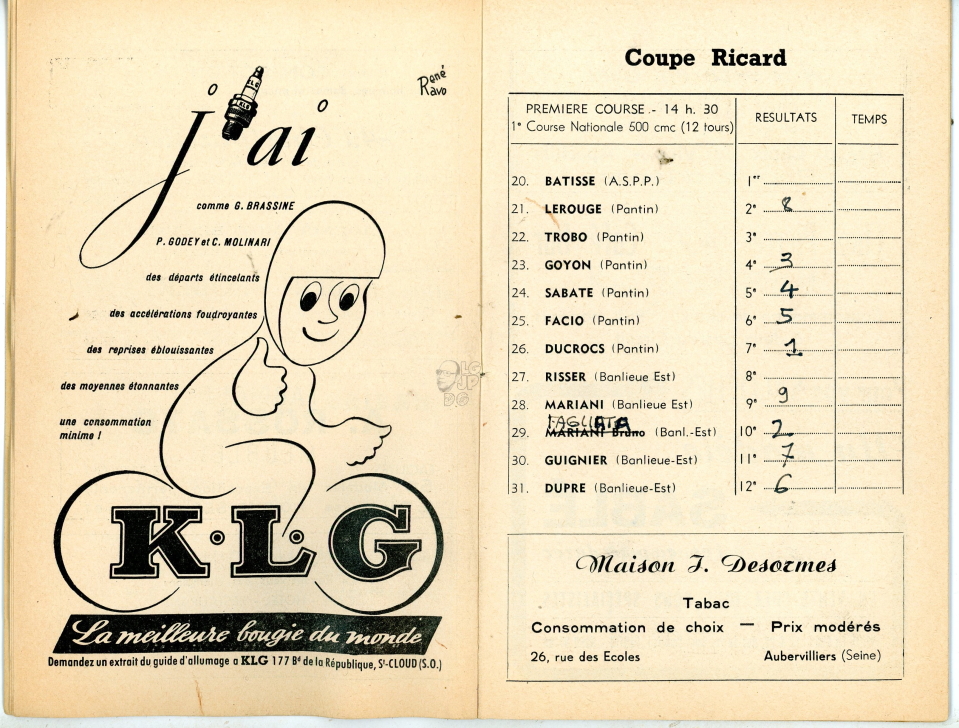 René
Ravo
j'ai
KLG
comme G. BRASSINE
P. GODEY et C. MOLINARI
des départs étincelants
des accélérations foudroyantes
des reprises éblouissantes
des moyennes étonnantes
une consommation
minime !
K•L•G
La meilleure bougie du monde
Demandez un extrait du guide d'allumage a KLG 177 Bd de la République, St-CLOUD (S.O.)
Coupe Ricard
PREMIERE COURSE - 14 h. 30
1e Course Nationale 500 cmc (12 tours)
RESULTATS
TEMPS
20. BATISSE (A.S.P.P.) 1er
21. LEROUGE (Pantin) 2e 8
22. TROBO (Pantin) 3e
23. GOYON (Pantin) 4e 3
24. SABATE (Pantin) 5e 4
25. FACIO (Pantin) 6e 5
26. DUCROCS (Pantin) 7e 1
27. RISSER (Banlieue Est) 8e
28. MARIANI (Banlieue Est) 9e 9
29. MARIANI Bruno (Banl.-Est) 10e 2
30. GUIGNIER (Banlieue-Est) 11e 7
31. DUPRE (Banlieue-Est) 12e 6
Maison J. Desormes
Tabac
Consommation de choix — Prix modérés
26, rue des Ecoles
Aubervilliers (Seine)